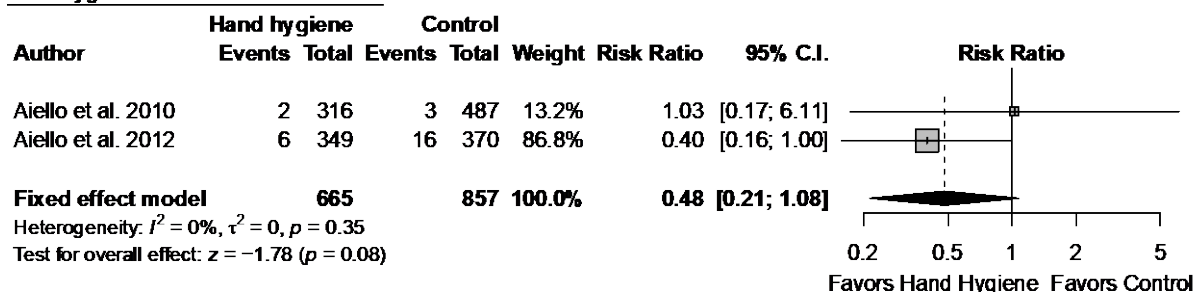 Hand hygiene Control
Author Events Total Events Total Weight Risk Ratio 95% C.I. Risk Ratio
Aiello et al. 2010 2 316 3 487 13.2% 1.03 [0.17; 6.11]
Aiello et al. 2012 6 349 16 370 86.8% 0.40 [0.16; 1.00]
Fixed effect model 665 857 100.0% 0.48 [0.21; 1.08]
Heterogeneity: I² = 0%, τ² = 0, p = 0.35
Test for overall effect: z = −1.78 (p = 0.08)
0.2 0.5 1 2 5
Favors Hand Hygiene Favors Control